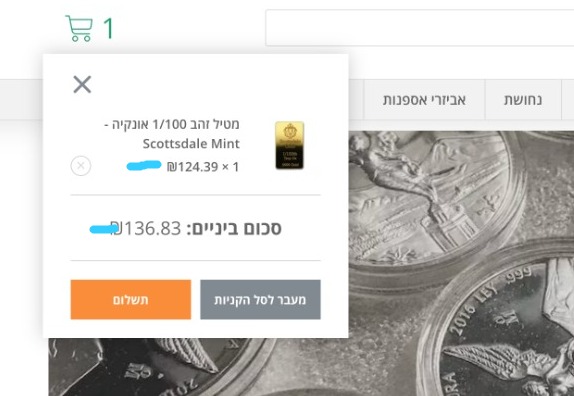 1
נחושת
אביזרי אספנות
מטיל זהב 1/100 אונקיה -
Scottsdale Mint
1 × ₪124.39
סכום ביניים: ₪136.83
מעבר לסל הקניות
תשלום
2016 LEY .999